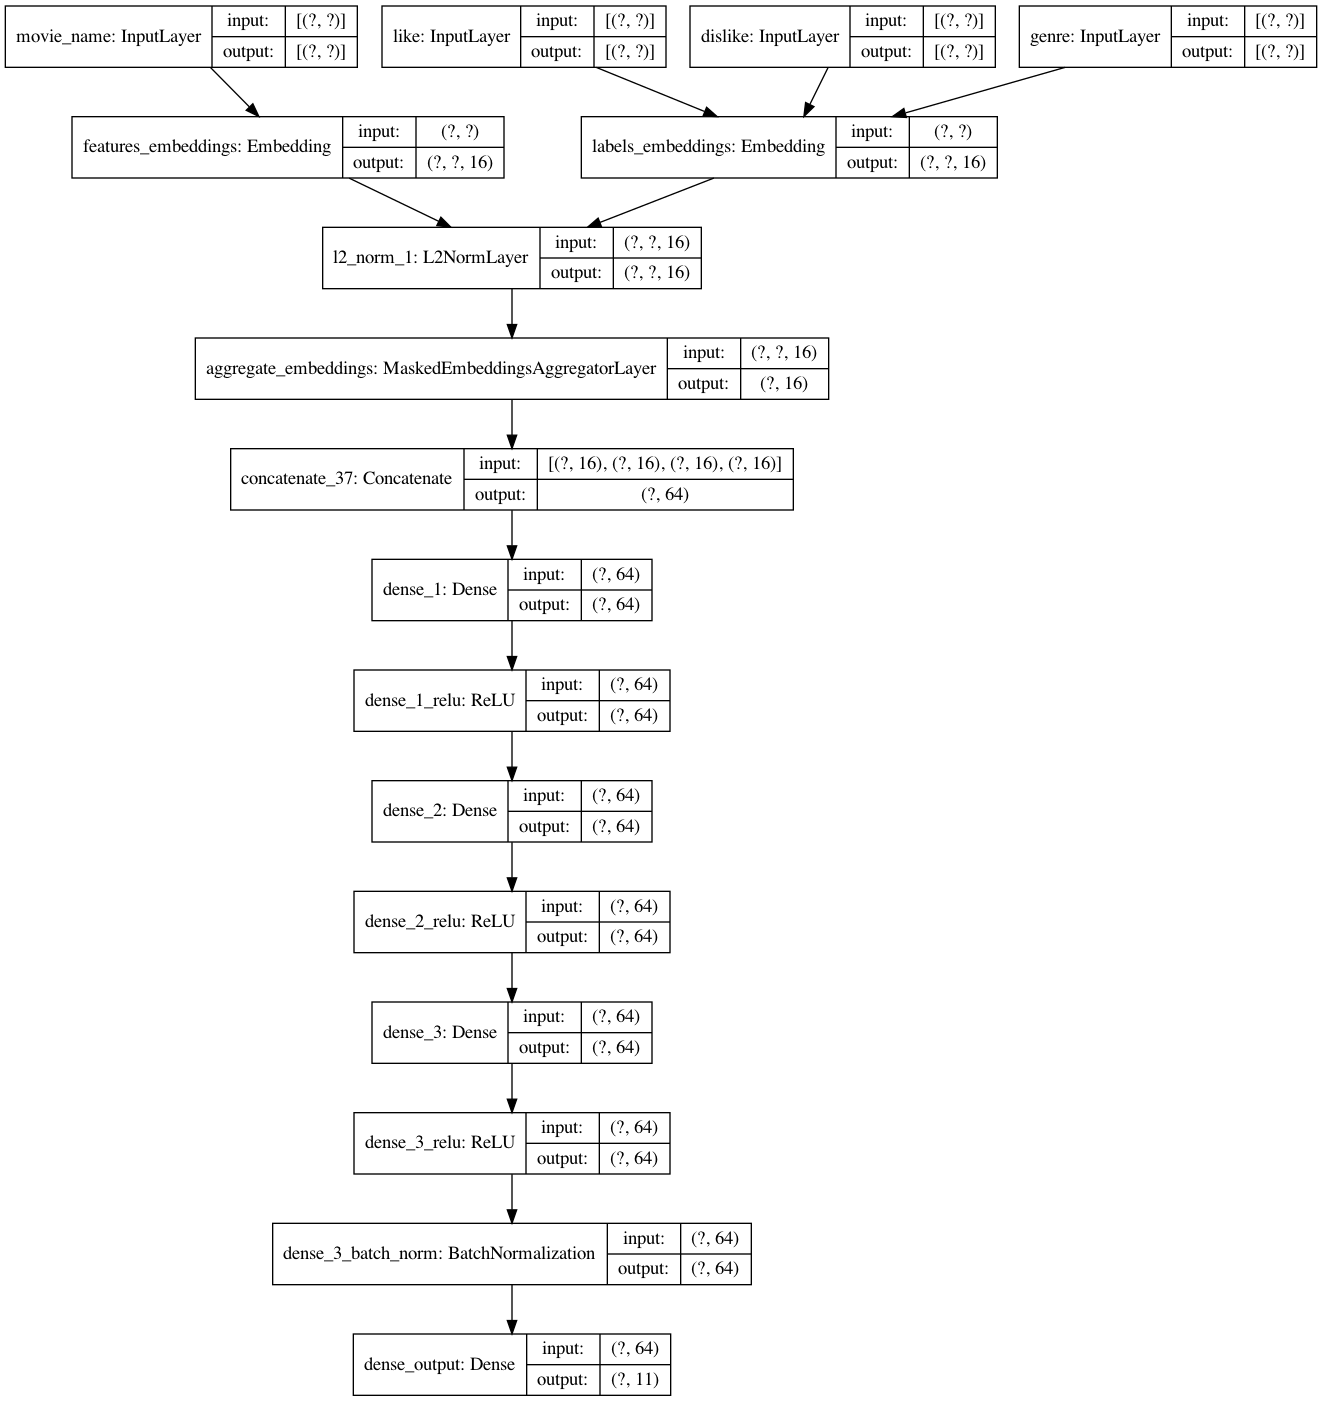 movie_name: InputLayer input: [(?, ?)] output: [(?, ?)]
like: InputLayer input: [(?, ?)] output: [(?, ?)]
dislike: InputLayer input: [(?, ?)] output: [(?, ?)]
genre: InputLayer input: [(?, ?)] output: [(?, ?)]
features_embeddings: Embedding input: (?, ?) output: (?, ?, 16)
labels_embeddings: Embedding input: (?, ?) output: (?, ?, 16)
l2_norm_1: L2NormLayer input: (?, ?, 16) output: (?, ?, 16)
aggregate_embeddings: MaskedEmbeddingsAggregatorLayer input: (?, ?, 16) output: (?, 16)
concatenate_37: Concatenate input: [(?, 16), (?, 16), (?, 16), (?, 16)] output: (?, 64)
dense_1: Dense input: (?, 64) output: (?, 64)
dense_1_relu: ReLU input: (?, 64) output: (?, 64)
dense_2: Dense input: (?, 64) output: (?, 64)
dense_2_relu: ReLU input: (?, 64) output: (?, 64)
dense_3: Dense input: (?, 64) output: (?, 64)
dense_3_relu: ReLU input: (?, 64) output: (?, 64)
dense_3_batch_norm: BatchNormalization input: (?, 64) output: (?, 64)
dense_output: Dense input: (?, 64) output: (?, 11)